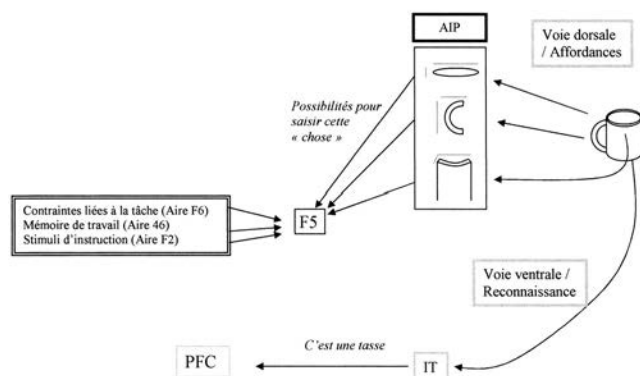 AIP
Voie dorsale
/ Affordances
Possibilités pour
saisir cette
« chose »
Contraintes liées à la tâche (Aire F6)
Mémoire de travail (Aire 46)
Stimuli d'instruction (Aire F2)
F5
Voie ventrale /
Reconnaissance
C'est une tasse
PFC
IT